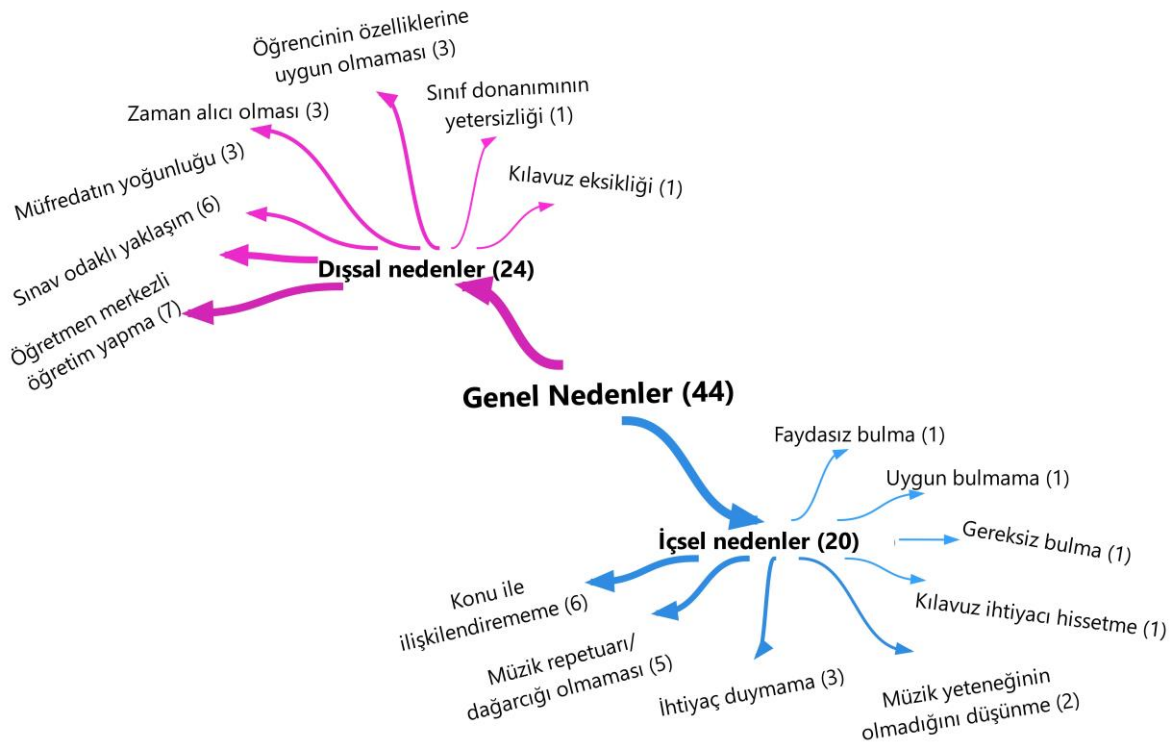 Öğrencinin özelliklerine
uygun olmaması (3)
Zaman alıcı olması (3)
Sınıf donanımının
yetersizliği (1)
Müfredatın yoğunluğu (3)
Kılavuz eksikliği (1)
Sınav odaklı yaklaşım (6)
Dışsal nedenler (24)
Öğretmen merkezli
öğretim yapma (7)
Genel Nedenler (44)
Faydasız bulma (1)
Uygun bulmama (1)
Gereksiz bulma (1)
İçsel nedenler (20)
Kılavuz ihtiyacı hissetme (1)
Konu ile
ilişkilendirememe (6)
Müzik repetuarı/
dağarcığı olmaması (5)
İhtiyaç duymama (3)
Müzik yeteneğinin
olmadığını düşünme (2)